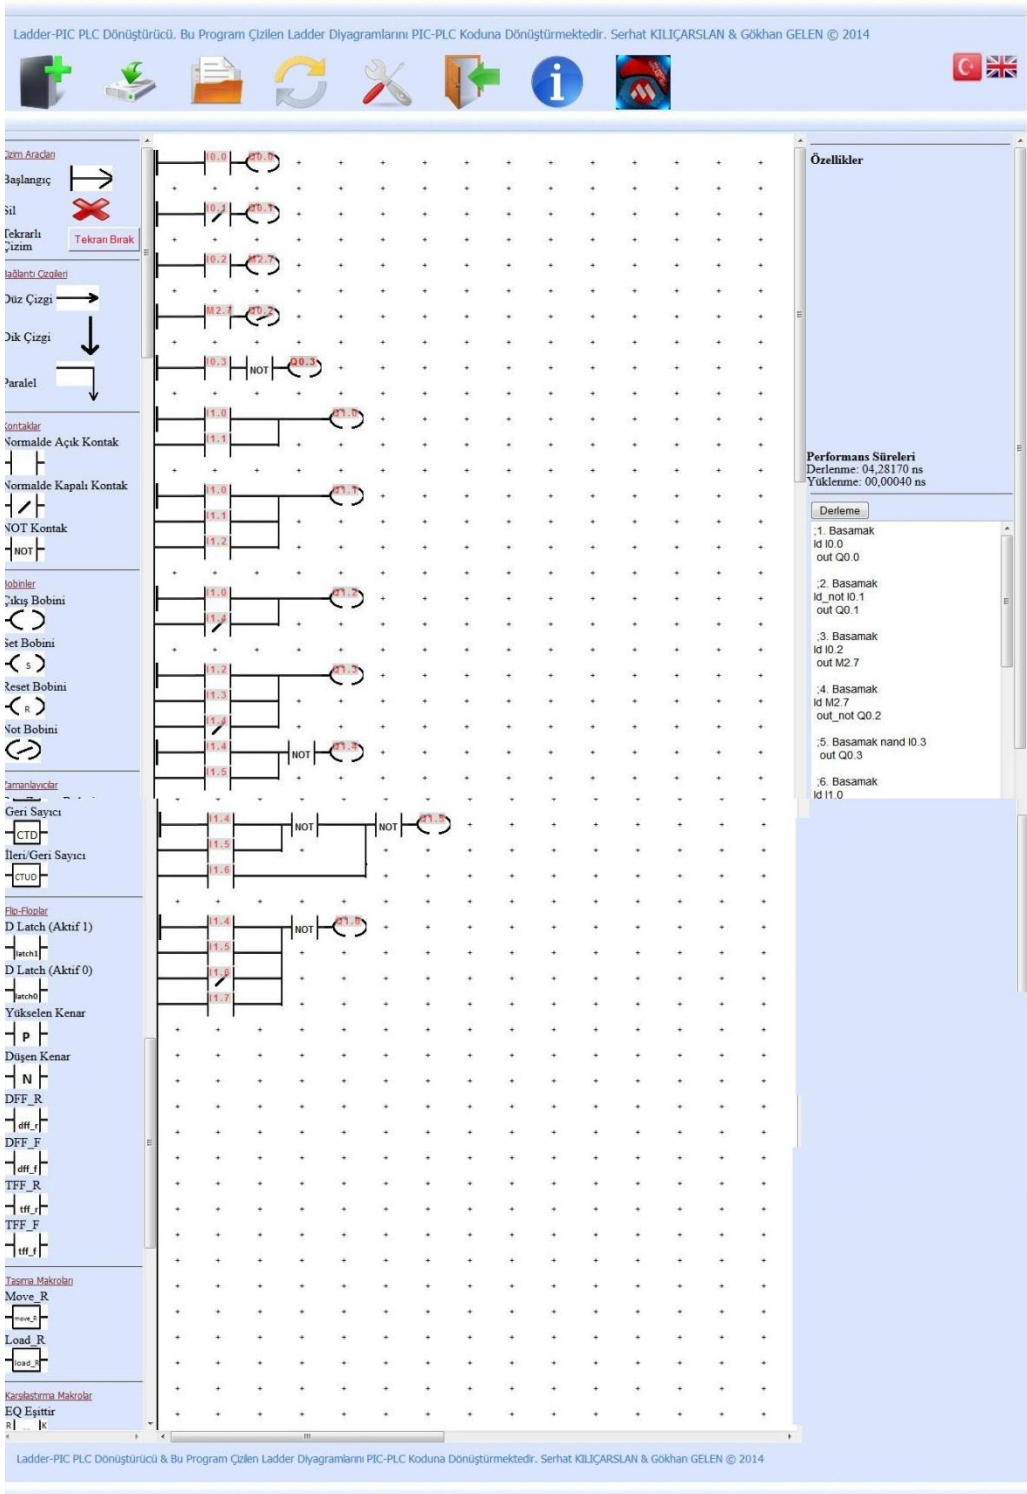 Ladder-PIC PLC Dönüştürücü. Bu Program Çizilen Ladder Diyagramlarını PIC-PLC Koduna Dönüştürmektedir. Serhat KILIÇARSLAN & Gökhan GELEN © 2014
Çizim Araçları
Başlangıç
Sil
Tekrarlı
Çizim
Tekrarı Bırak
Bağlantı Çizgileri
Düz Çizgi
Dik Çizgi
Paralel
Kontaklar
Normalde Açık Kontak
Normalde Kapalı Kontak
NOT Kontak
NOT
Bobinler
Çıkış Bobini
Set Bobini
S
Reset Bobini
R
Not Bobini
Zamanlayıcılar
Geri Sayıcı
CTD
İleri/Geri Sayıcı
CTUD
Flip-Floplar
D Latch (Aktif 1)
latch1
D Latch (Aktif 0)
latch0
Yükselen Kenar
P
Düşen Kenar
N
DFF_R
dff_r
DFF_F
dff_f
TFF_R
tff_r
TFF_F
tff_f
Taşıma Makroları
Move_R
move_R
Load_R
load_R
Karşılaştırma Makrolar
EQ Eşittir
R K
I0.0 Q0.0
I0.1 Q0.1
I0.2 M2.7
M2.7 Q0.2
I0.3 NOT Q0.3
I1.0 Q1.0
I1.1
I1.0 Q1.1
I1.1
I1.2
I1.0 Q1.2
I1.4
I1.2 Q1.3
I1.3
I1.4
I1.4 NOT Q1.4
I1.5
I1.4 NOT NOT Q1.5
I1.5
I1.6
I1.4 NOT Q1.6
I1.5
I1.6
I1.7
Özellikler
Performans Süreleri
Derlenme: 04,28170 ns
Yüklenme: 00,00040 ns
Derleme
;1. Basamak
ld I0.0
out Q0.0
;2. Basamak
ld_not I0.1
out Q0.1
;3. Basamak
ld I0.2
out M2.7
;4. Basamak
ld M2.7
out_not Q0.2
;5. Basamak nand I0.3
out Q0.3
;6. Basamak
ld I1.0
Ladder-PIC PLC Dönüştürücü & Bu Program Çizilen Ladder Diyagramlarını PIC-PLC Koduna Dönüştürmektedir. Serhat KILIÇARSLAN & Gökhan GELEN © 2014